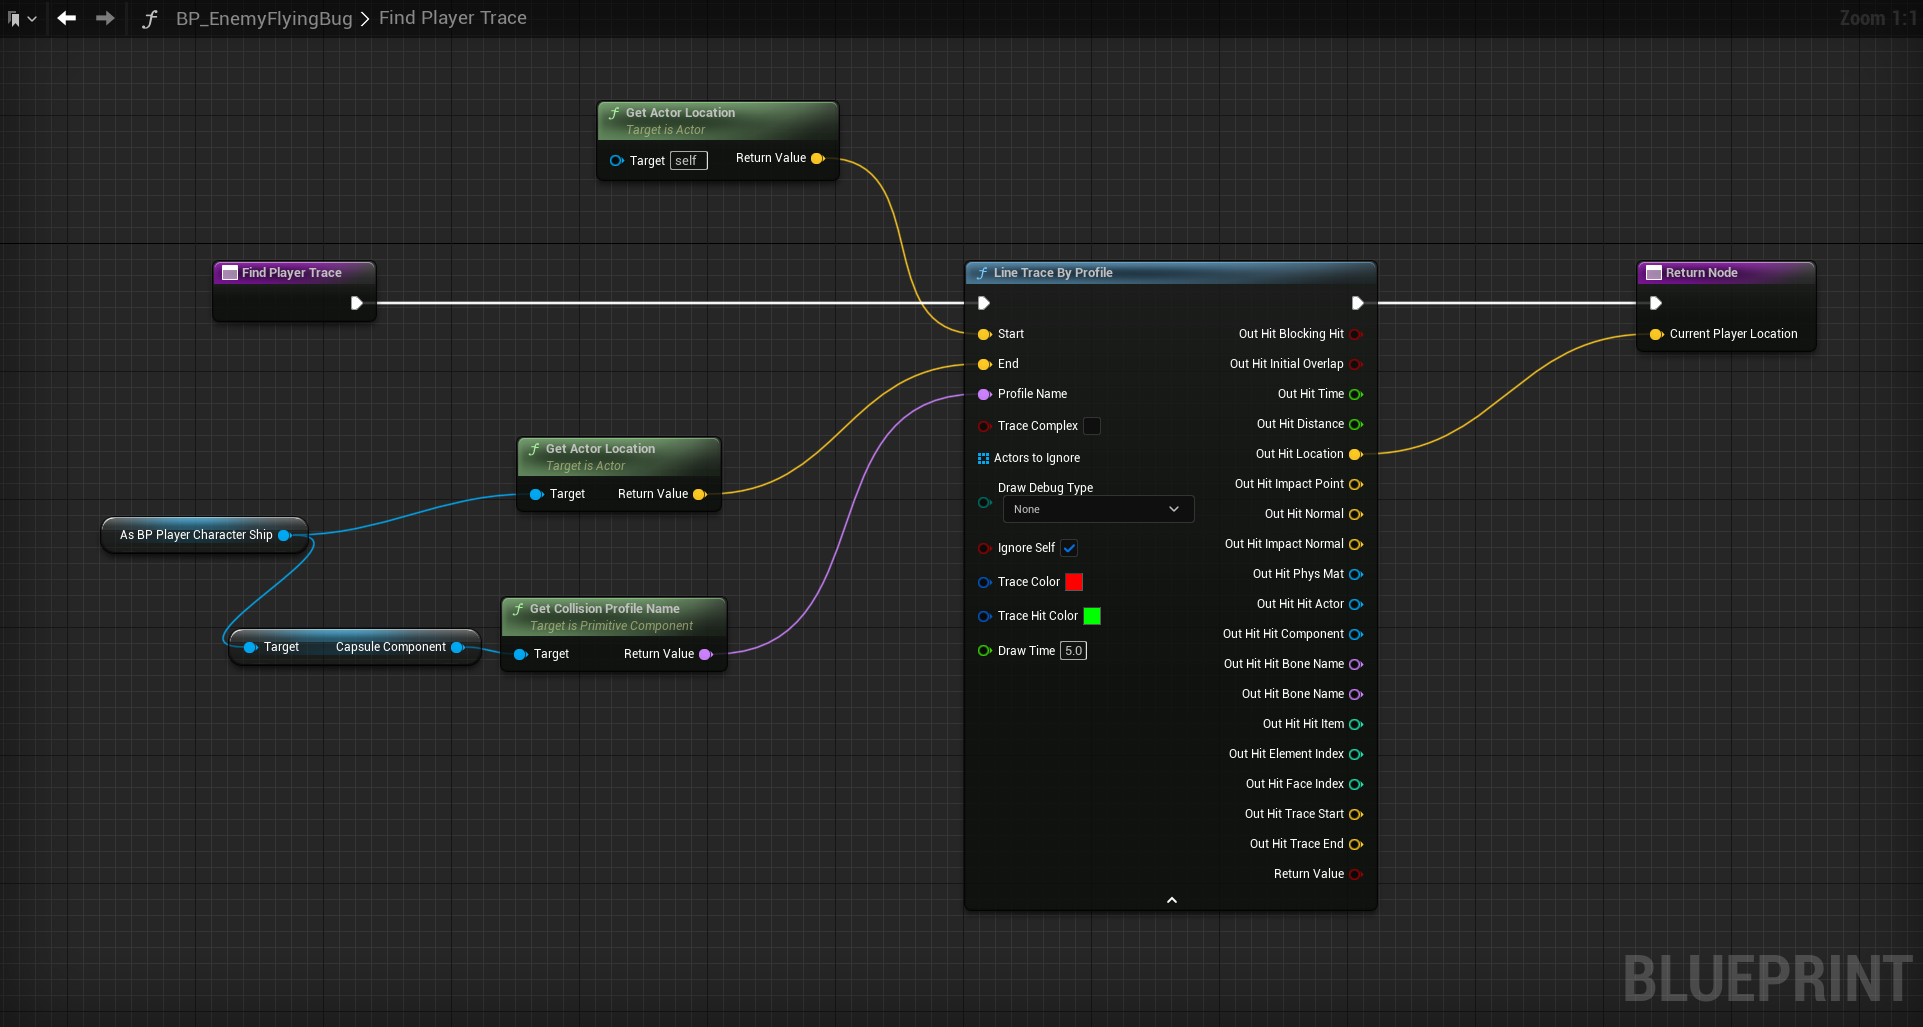 BP_EnemyFlyingBug > Find Player Trace
Zoom 1:1
Get Actor Location
Target is Actor
Target self Return Value
Find Player Trace
Line Trace By Profile
Start
End
Profile Name
Trace Complex
Actors to Ignore
Draw Debug Type
None
Ignore Self
Trace Color
Trace Hit Color
Draw Time 5.0
Out Hit Blocking Hit
Out Hit Initial Overlap
Out Hit Time
Out Hit Distance
Out Hit Location
Out Hit Impact Point
Out Hit Normal
Out Hit Impact Normal
Out Hit Phys Mat
Out Hit Hit Actor
Out Hit Hit Component
Out Hit Hit Bone Name
Out Hit Bone Name
Out Hit Hit Item
Out Hit Element Index
Out Hit Face Index
Out Hit Trace Start
Out Hit Trace End
Return Value
Return Node
Current Player Location
Get Actor Location
Target is Actor
Target Return Value
As BP Player Character Ship
Get Collision Profile Name
Target is Primitive Component
Target Return Value
Target Capsule Component
BLUEPRINT